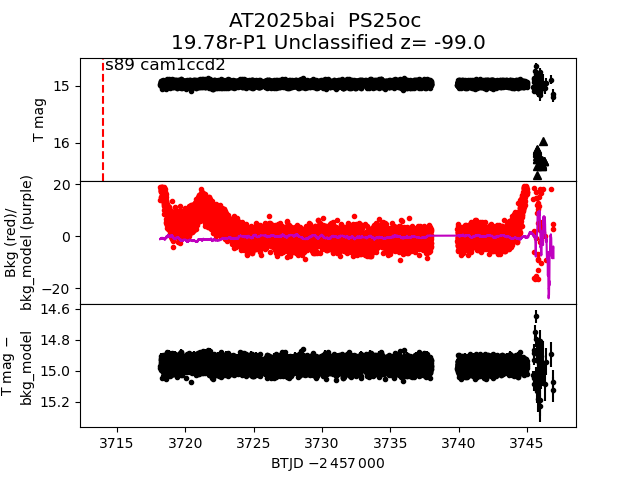 AT2025bai  PS25oc
19.78r-P1 Unclassified z= -99.0
s89 cam1ccd2
15
16
T mag
20
0
−20
Bkg (red)/
bkg_model (purple)
14.6
14.8
15.0
15.2
T mag −
bkg_model
3715
3720
3725
3730
3735
3740
3745
BTJD −2 457 000